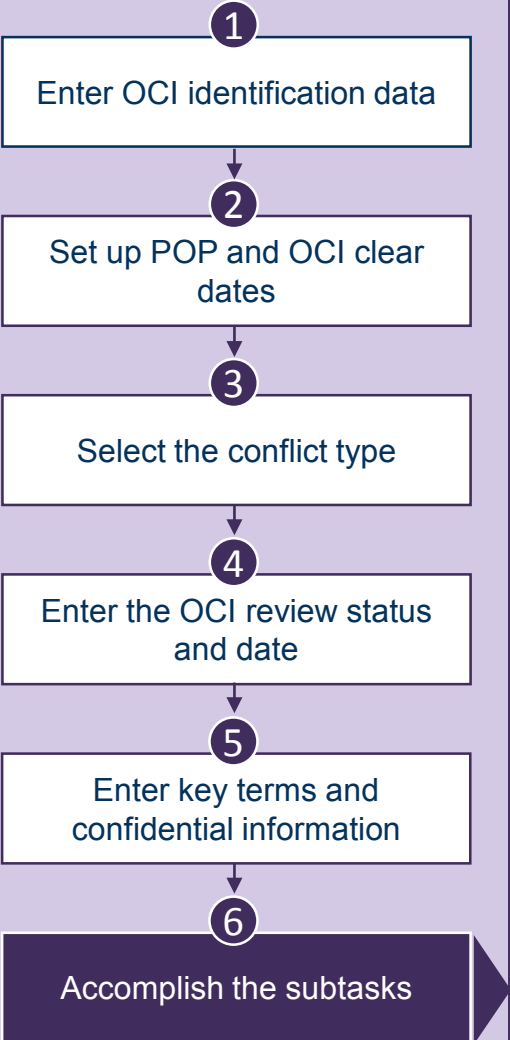 1
Enter OCI identification data
2
Set up POP and OCI clear
dates
3
Select the conflict type
4
Enter the OCI review status
and date
5
Enter key terms and
confidential information
6
Accomplish the subtasks